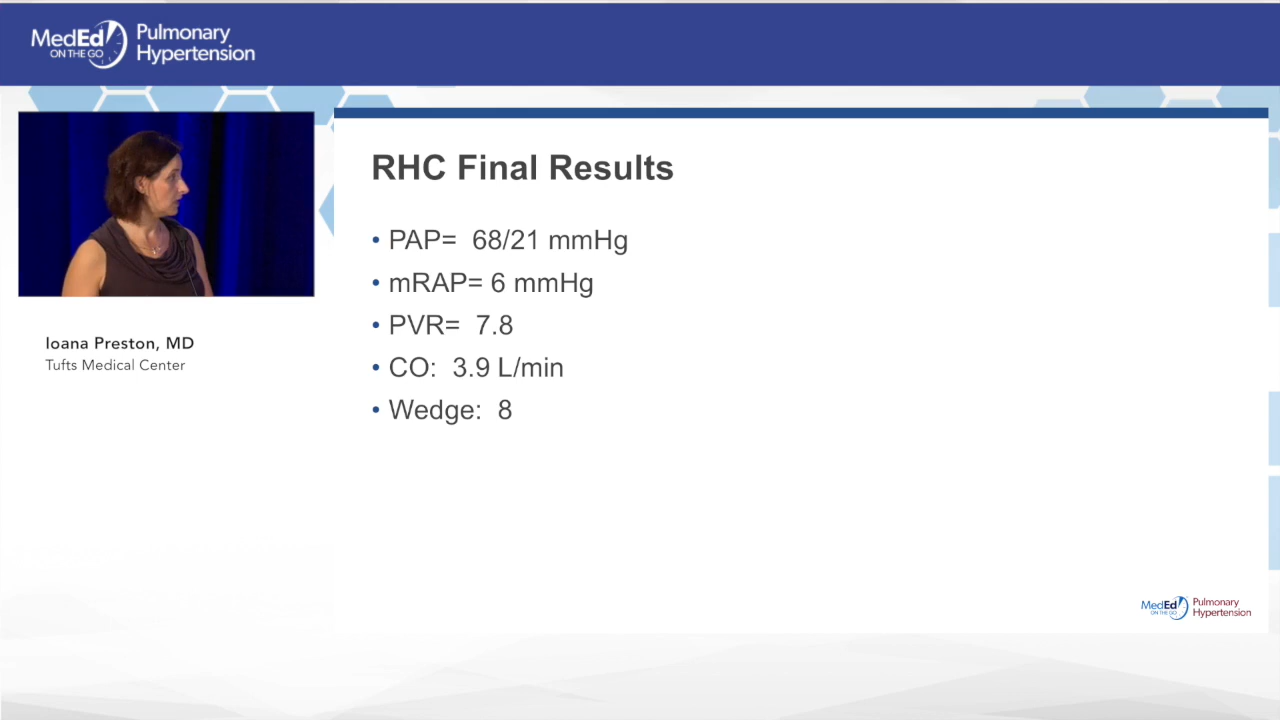 MedEd
ON THE GO
Pulmonary
Hypertension
RHC Final Results
• PAP=  68/21 mmHg
• mRAP= 6 mmHg
• PVR=  7.8
• CO:  3.9 L/min
• Wedge:  8
Ioana Preston, MD
Tufts Medical Center
MedEd
ON THE GO
Pulmonary
Hypertension